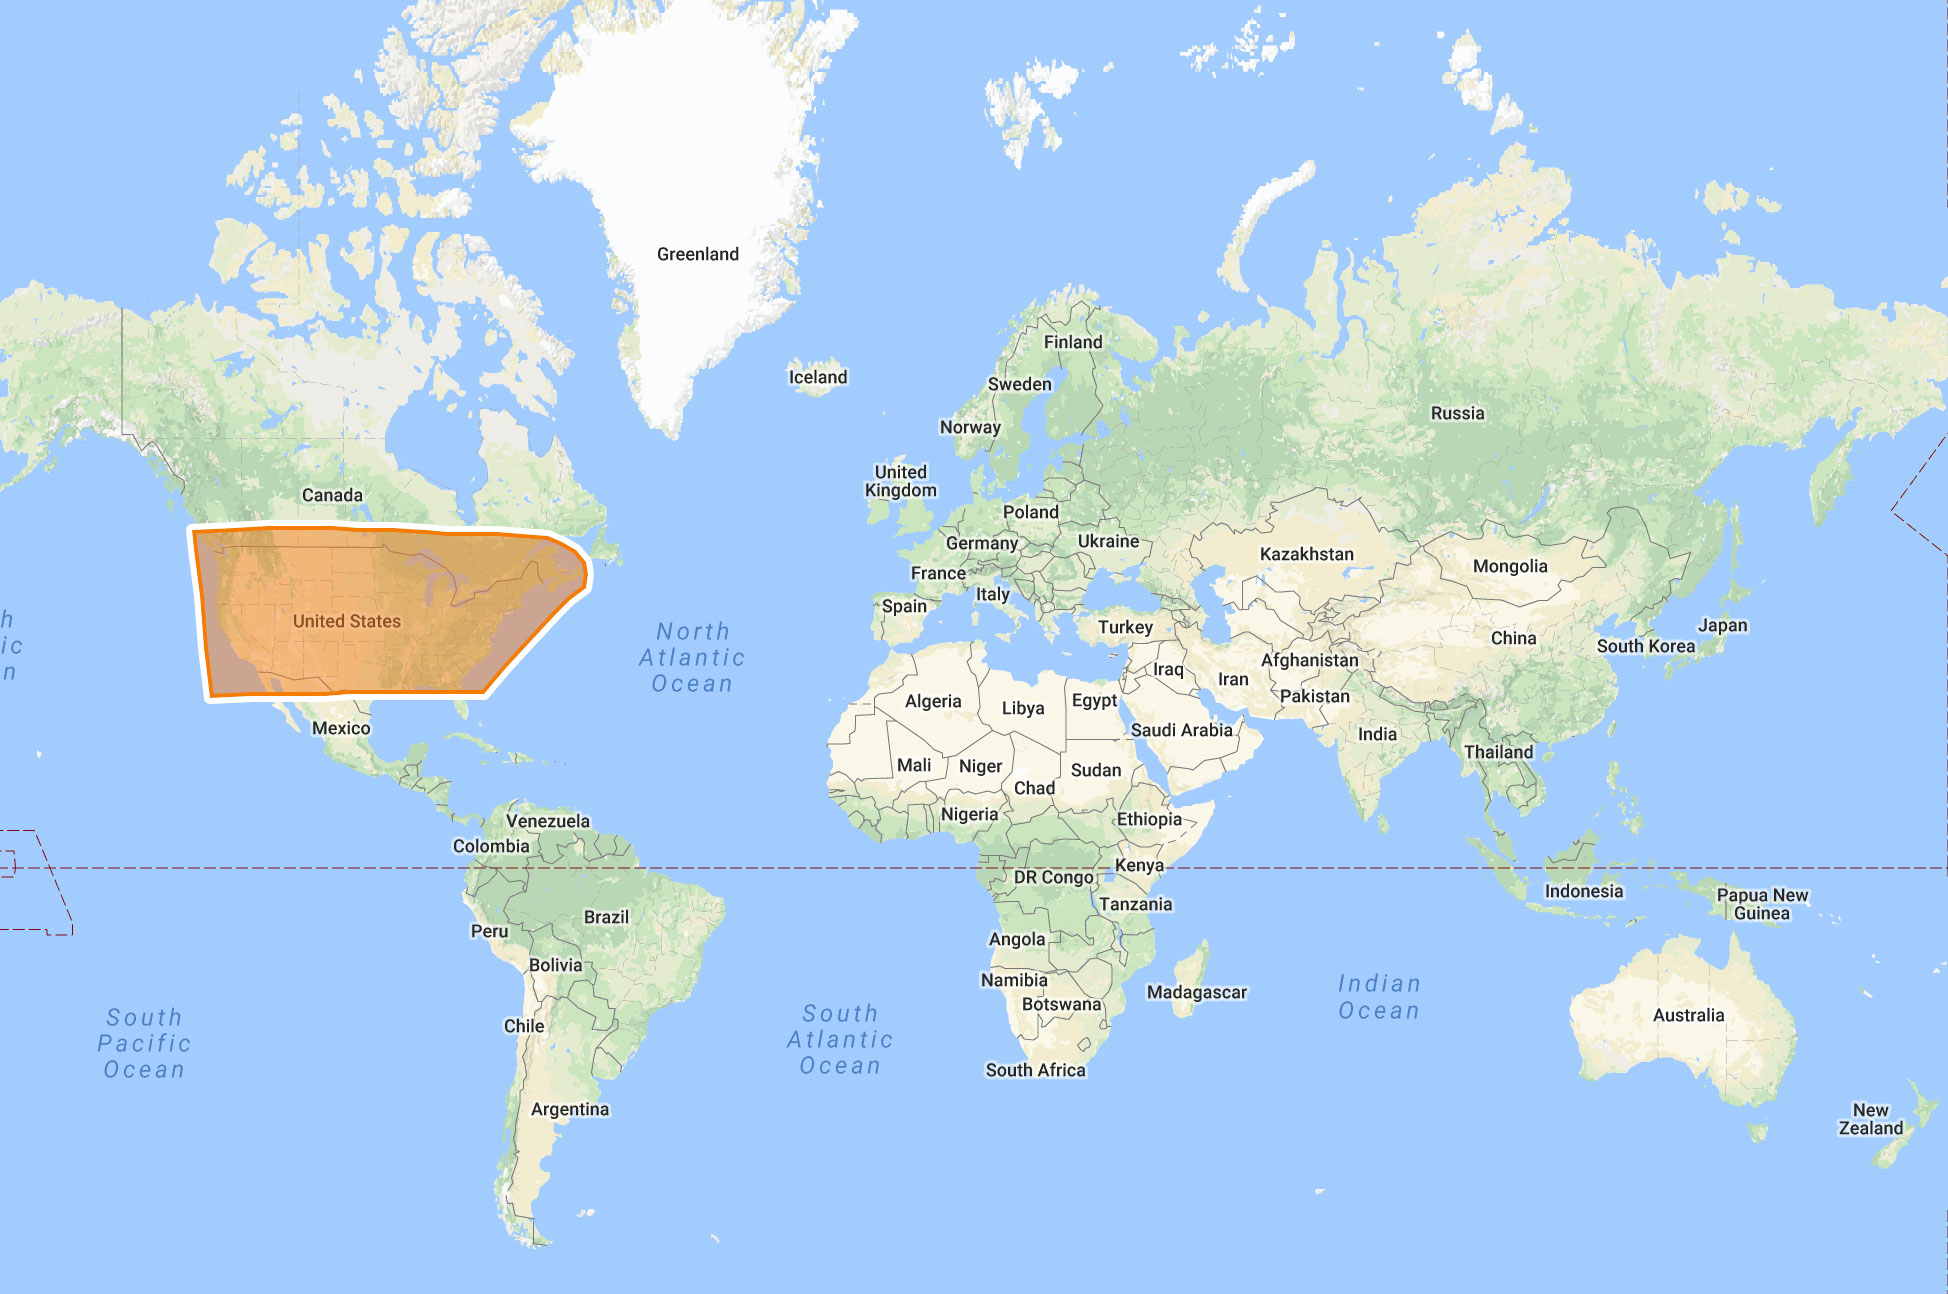 Greenland
Finland
Iceland
Sweden
Russia
Norway
United
Kingdom
Canada
Poland
Germany
Ukraine
Kazakhstan
Mongolia
France
Italy
Spain
United States
Turkey
North
Atlantic
Ocean
China
South Korea
Japan
Afghanistan
Iraq
Iran
Pakistan
Algeria
Libya
Egypt
Saudi Arabia
Mexico
India
Thailand
Mali
Niger
Chad
Sudan
Nigeria
Ethiopia
Venezuela
Colombia
Kenya
DR Congo
Tanzania
Indonesia
Papua New
Guinea
Brazil
Peru
Angola
Bolivia
Namibia
Botswana
Madagascar
Indian
Ocean
South
Pacific
Ocean
Chile
South
Atlantic
Ocean
Australia
South Africa
Argentina
New
Zealand
h
ic
n